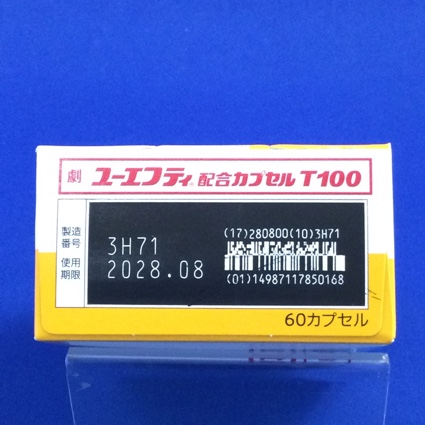 劇 ユーエフティ 配合カプセル T100
製造番号 3H71
使用期限 2028.08
(17)280800(10)3H71
(01)14987117850168
60カプセル